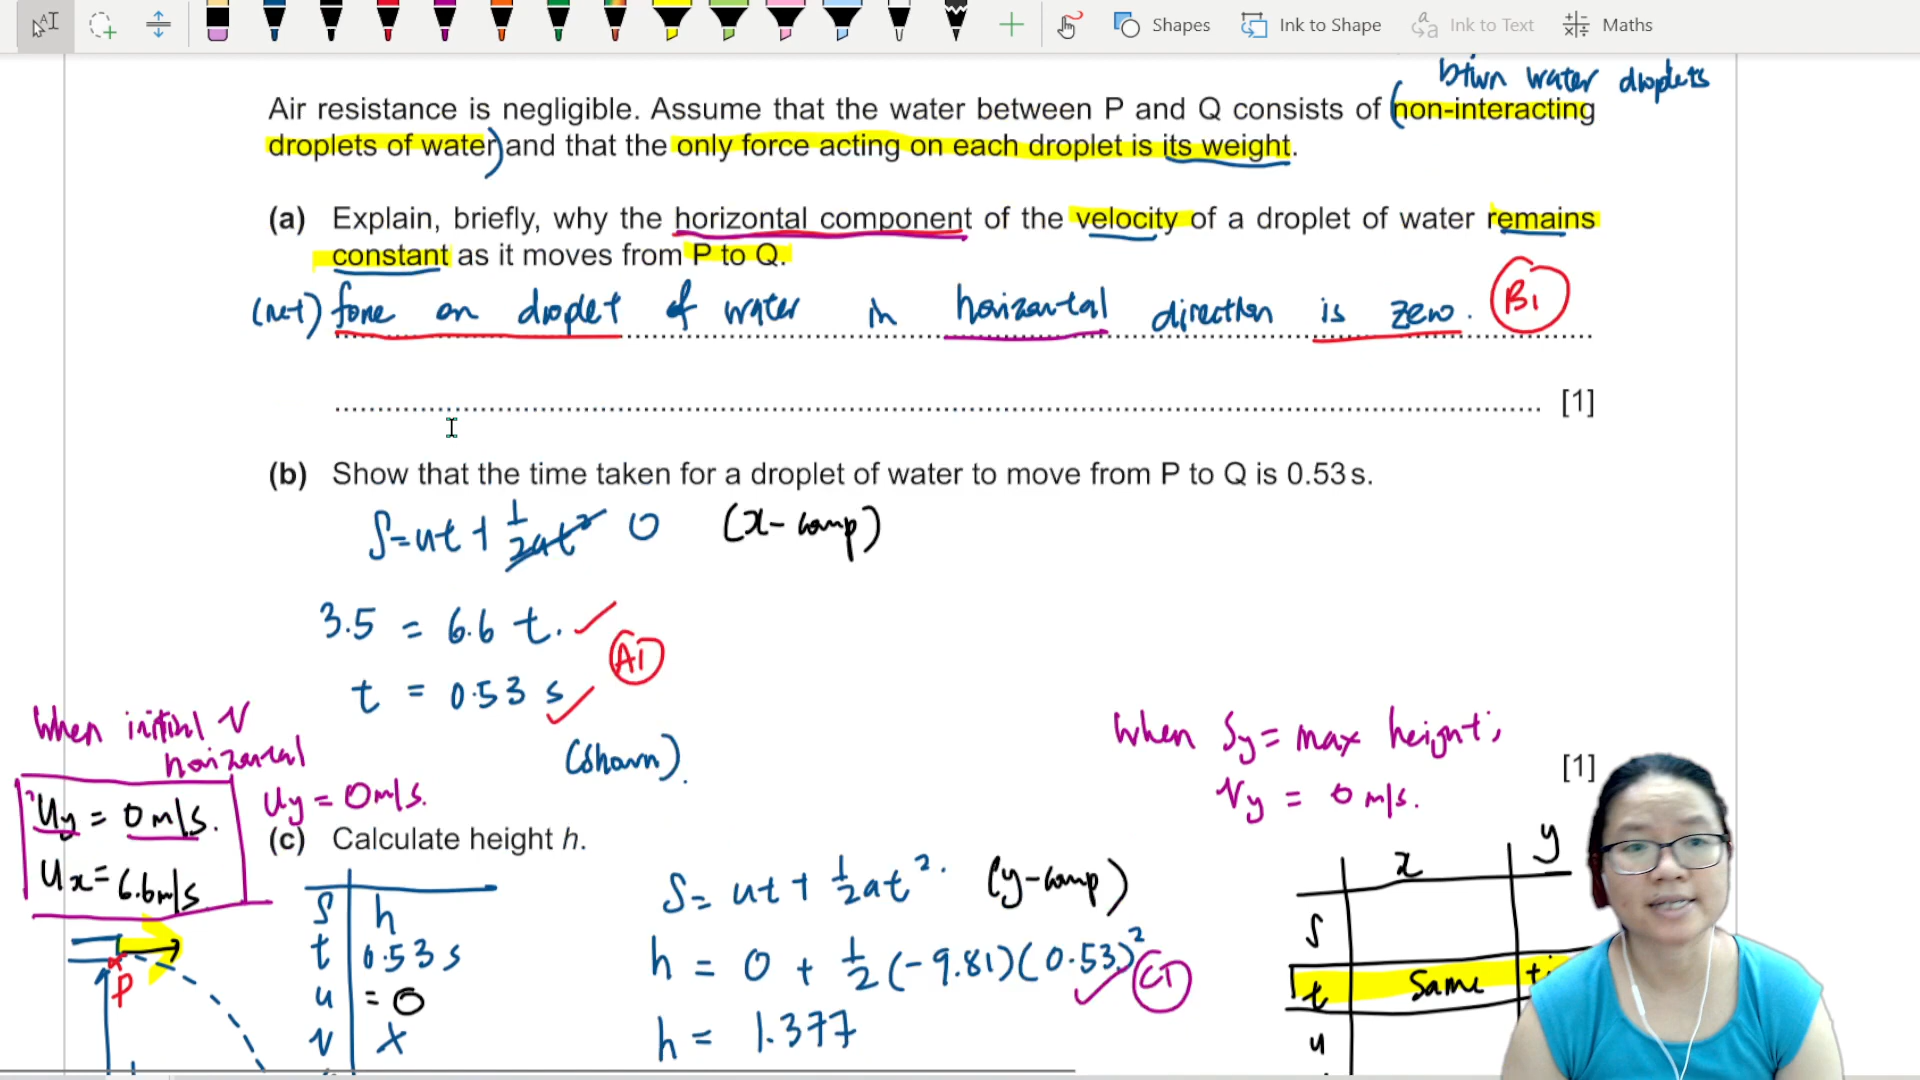 Shapes Ink to Shape Ink to Text Maths
btwn water droplets
Air resistance is negligible. Assume that the water between P and Q consists of (non-interacting
droplets of water) and that the only force acting on each droplet is its weight.
(a) Explain, briefly, why the horizontal component of the velocity of a droplet of water remains
constant as it moves from P to Q.
(net) force on droplet of water in horizontal direction is zero. B1
[1]
(b) Show that the time taken for a droplet of water to move from P to Q is 0.53 s.
S = ut + 1/2 at² 0 (x-comp)
3.5 = 6.6 t.
A1
t = 0.53 s
(shown).
[1]
When initial v
horizontal
Uy = 0 m/s.
Uy = 0 m/s.
Ux = 6.6 m/s
When Sy = max height;
Vy = 0 m/s.
(c) Calculate height h.
S h
t 0.53 s
u = 0
v x
P
S = ut + 1/2 at². (y-comp)
h = 0 + 1/2 (-9.81)(0.53)² C1
h = 1.377
x y
S
t Same
u